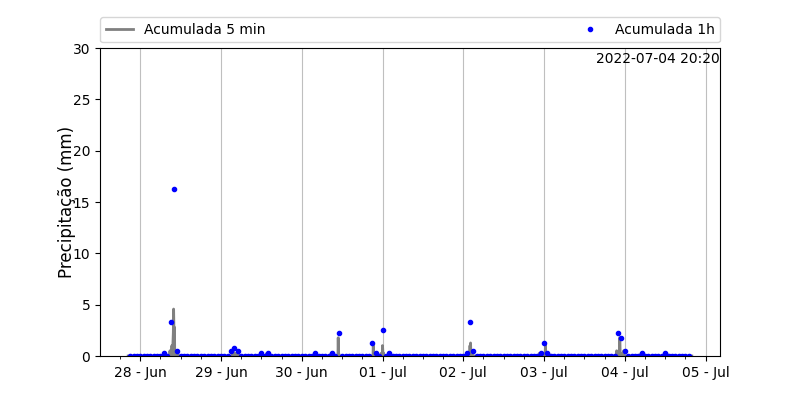 Acumulada 5 min
Acumulada 1h
2022-07-04 20:20
Precipitação (mm)
30
25
20
15
10
5
0
28 - Jun
29 - Jun
30 - Jun
01 - Jul
02 - Jul
03 - Jul
04 - Jul
05 - Jul